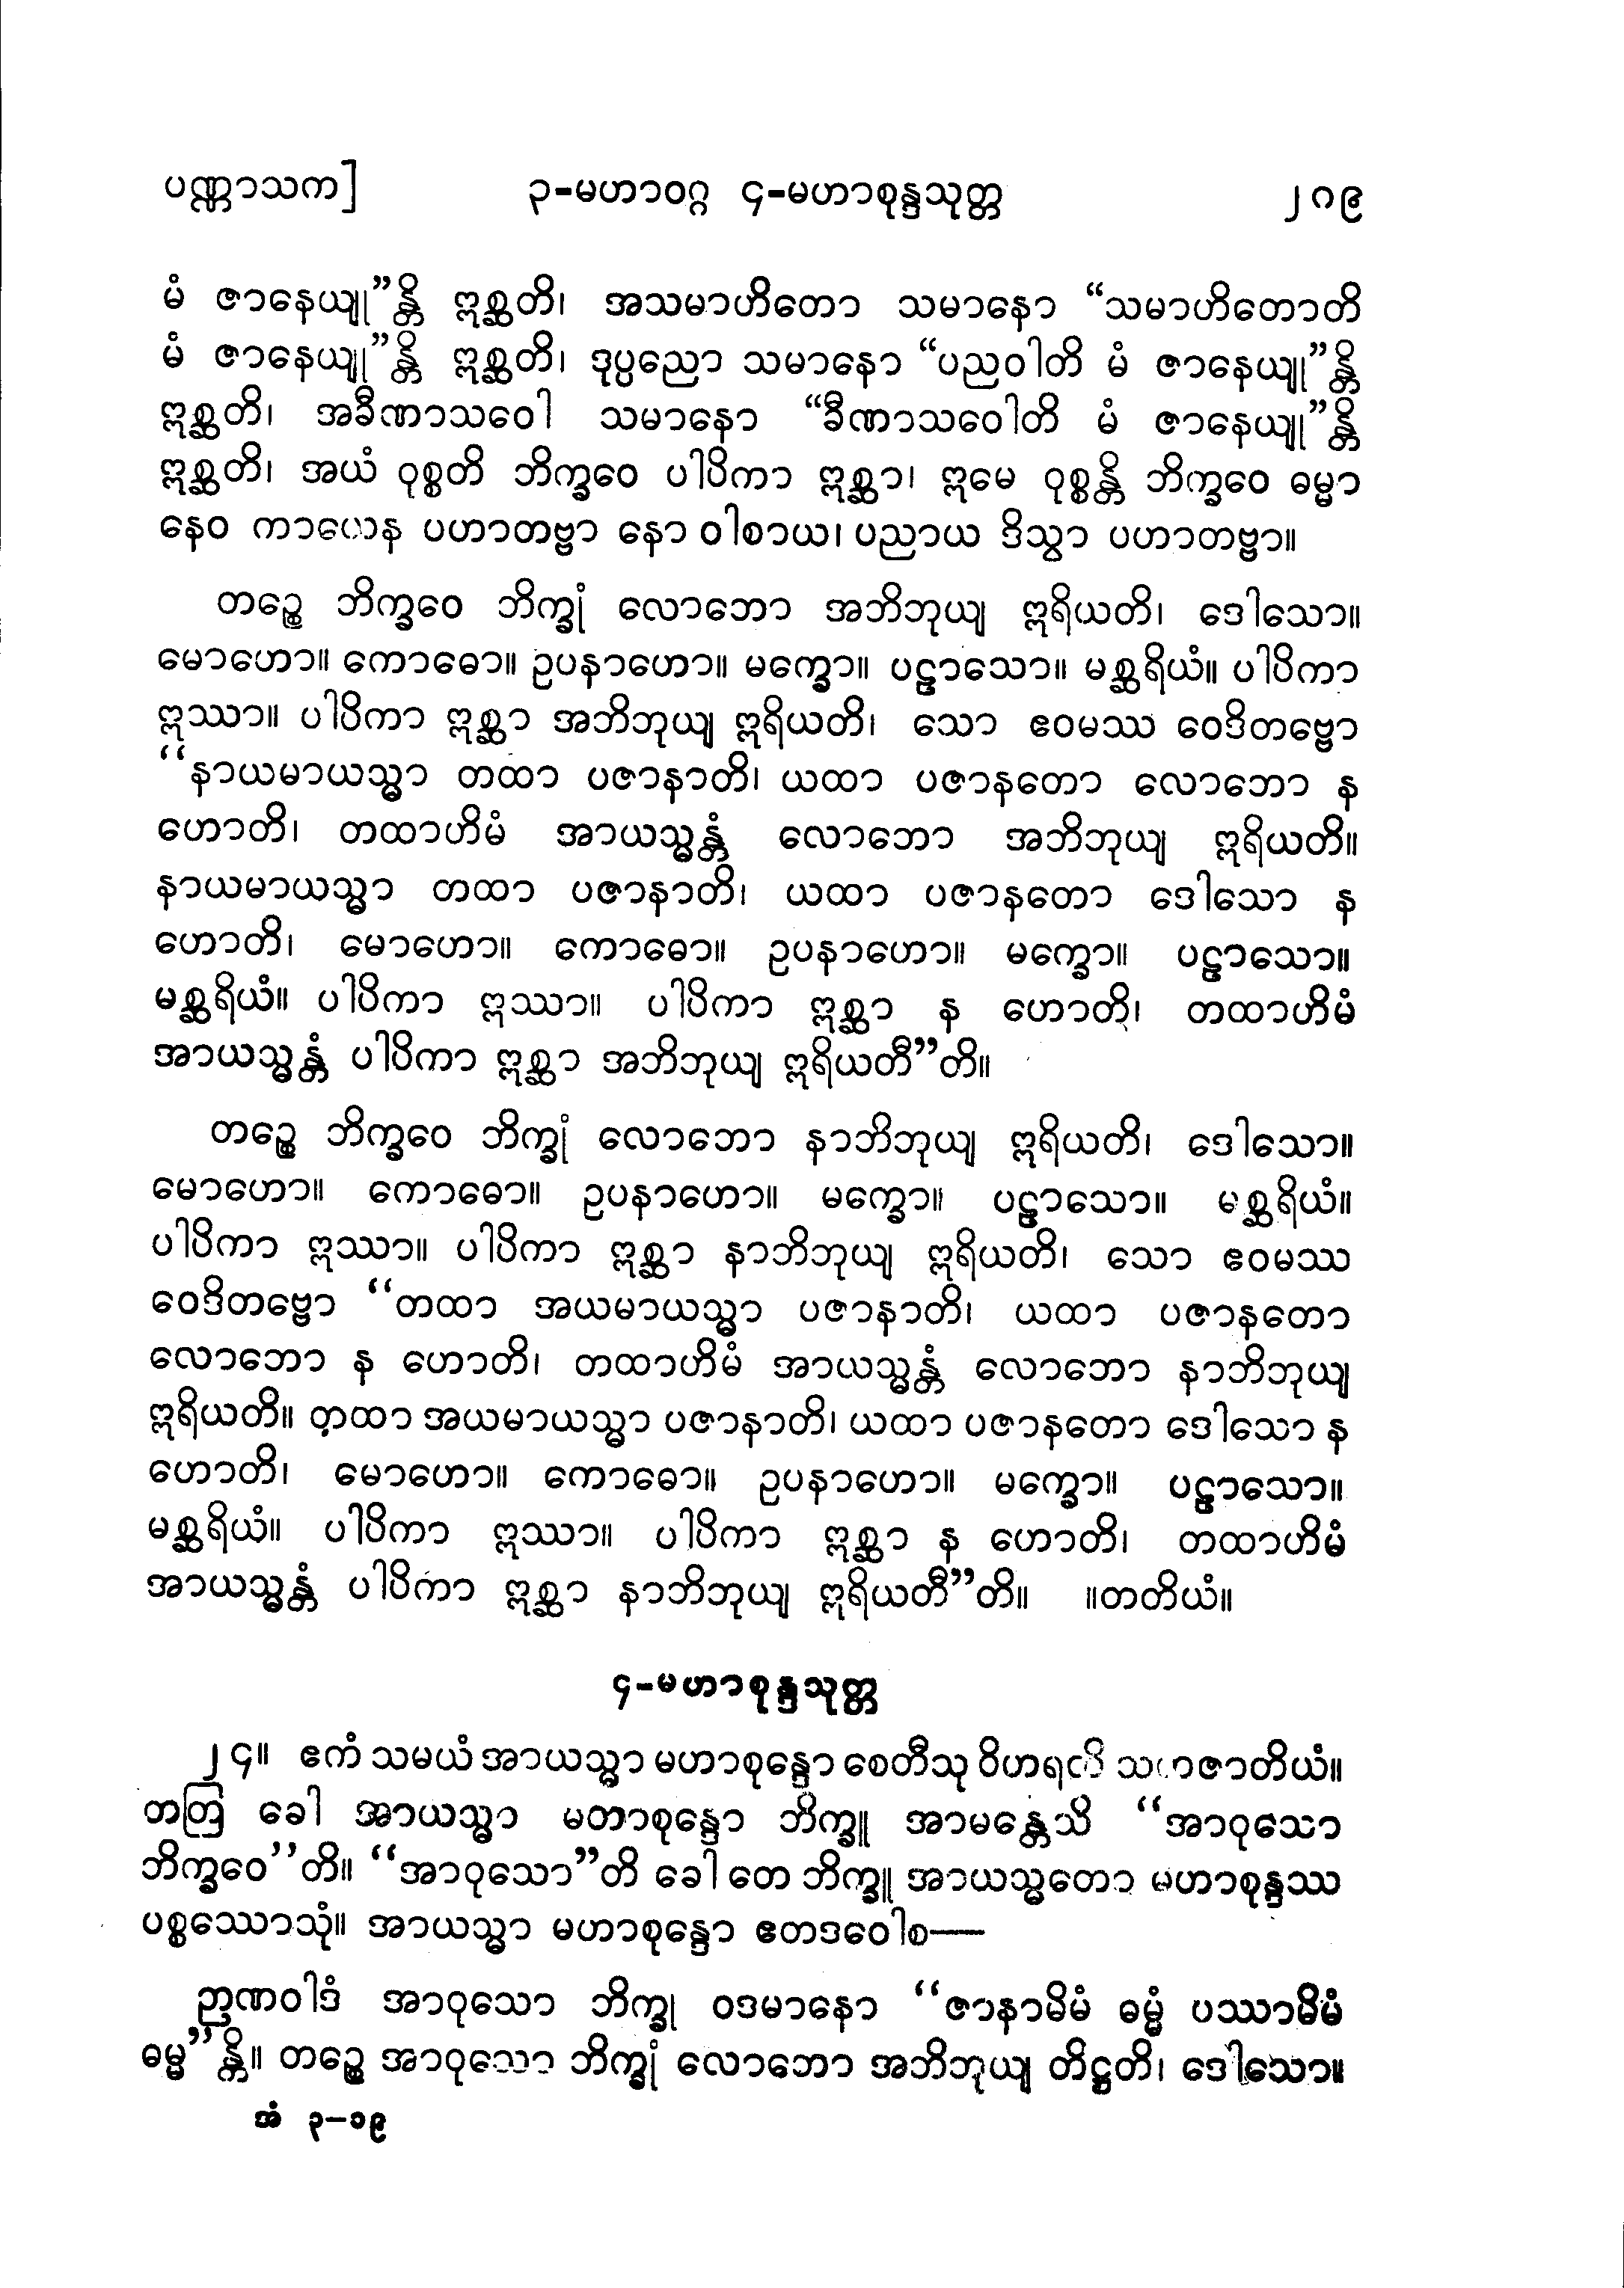 ပဏ္ဏာသက] ၃-မဟာဝဂ္ဂ ၄-မဟာစုန္ဒသုတ္တ ၂၀၉
မံ ဇာနေယျု”န္တိ ဣစ္ဆတိ၊ အသမာဟိတော သမာနော “သမာဟိတောတိ
မံ ဇာနေယျု”န္တိ ဣစ္ဆတိ၊ ဒုပ္ပညော သမာနော “ပညဝါတိ မံ ဇာနေယျု”န္တိ
ဣစ္ဆတိ၊ အခီဏာသဝေါ သမာနော “ခီဏာသဝေါတိ မံ ဇာနေယျု”န္တိ
ဣစ္ဆတိ၊ အယံ ဝုစ္စတိ ဘိက္ခဝေ ပါပိကာ ဣစ္ဆာ၊ ဣမေ ဝုစ္စန္တိ ဘိက္ခဝေ ဓမ္မာ
နေဝ ကာယေန ပဟာတဗ္ဗာ နော ဝါစာယ၊ ပညာယ ဒိသွာ ပဟာတဗ္ဗာ။
တဉ္စေ ဘိက္ခဝေ ဘိက္ခုံ လောဘော အဘိဘုယျ ဣရိယတိ၊ ဒေါသော။
မောဟော။ ကောဓော။ ဥပနာဟော။ မက္ခော။ ပဠာသော။ မစ္ဆရိယံ။ ပါပိကာ
ဣဿာ။ ပါပိကာ ဣစ္ဆာ အဘိဘုယျ ဣရိယတိ၊ သော ဧဝမဿ ဝေဒိတဗ္ဗော
“နာယမာယသ္မာ တထာ ပဇာနာတိ၊ ယထာ ပဇာနတော လောဘော န
ဟောတိ၊ တထာဟိမံ အာယသ္မန္တံ လောဘော အဘိဘုယျ ဣရိယတိ။
နာယမာယသ္မာ တထာ ပဇာနာတိ၊ ယထာ ပဇာနတော ဒေါသော န
ဟောတိ၊ မောဟော။ ကောဓော။ ဥပနာဟော။ မက္ခော။ ပဠာသော။
မစ္ဆရိယံ။ ပါပိကာ ဣဿာ။ ပါပိကာ ဣစ္ဆာ န ဟောတိ၊ တထာဟိမံ
အာယသ္မန္တံ ပါပိကာ ဣစ္ဆာ အဘိဘုယျ ဣရိယတီ”တိ။
တဉ္စေ ဘိက္ခဝေ ဘိက္ခုံ လောဘော နာဘိဘုယျ ဣရိယတိ၊ ဒေါသော။
မောဟော။ ကောဓော။ ဥပနာဟော။ မက္ခော။ ပဠာသော။ မစ္ဆရိယံ။
ပါပိကာ ဣဿာ။ ပါပိကာ ဣစ္ဆာ နာဘိဘုယျ ဣရိယတိ၊ သော ဧဝမဿ
ဝေဒိတဗ္ဗော “တထာ အယမာယသ္မာ ပဇာနာတိ၊ ယထာ ပဇာနတော
လောဘော န ဟောတိ၊ တထာဟိမံ အာယသ္မန္တံ လောဘော နာဘိဘုယျ
ဣရိယတိ။ တထာ အယမာယသ္မာ ပဇာနာတိ၊ ယထာ ပဇာနတော ဒေါသော န
ဟောတိ၊ မောဟော။ ကောဓော။ ဥပနာဟော။ မက္ခော။ ပဠာသော။
မစ္ဆရိယံ။ ပါပိကာ ဣဿာ။ ပါပိကာ ဣစ္ဆာ န ဟောတိ၊ တထာဟိမံ
အာယသ္မန္တံ ပါပိကာ ဣစ္ဆာ နာဘိဘုယျ ဣရိယတီ”တိ။ ။တတိယံ။
၄-မဟာစုန္ဒသုတ္တ
၂၄။ ဧကံ သမယံ အာယသ္မာ မဟာစုန္ဒော စေတီသု ဝိဟရတိ သဟဇာတိယံ။
တတြ ခေါ အာယသ္မာ မဟာစုန္ဒော ဘိက္ခူ အာမန္တေသိ “အာဝုသော
ဘိက္ခဝေ”တိ။ “အာဝုသော”တိ ခေါ တေ ဘိက္ခူ အာယသ္မတော မဟာစုန္ဒဿ
ပစ္စဿောသုံ။ အာယသ္မာ မဟာစုန္ဒော ဧတဒဝေါစ—
ဉာဏဝါဒံ အာဝုသော ဘိက္ခု ဝဒမာနော “ဇာနာမိမံ ဓမ္မံ ပဿာမိမံ
ဓမ္မ”န္တိ။ တဉ္စေ အာဝုသော ဘိက္ခုံ လောဘော အဘိဘုယျ တိဋ္ဌတိ၊ ဒေါသော။
အံ ၃–၁၉